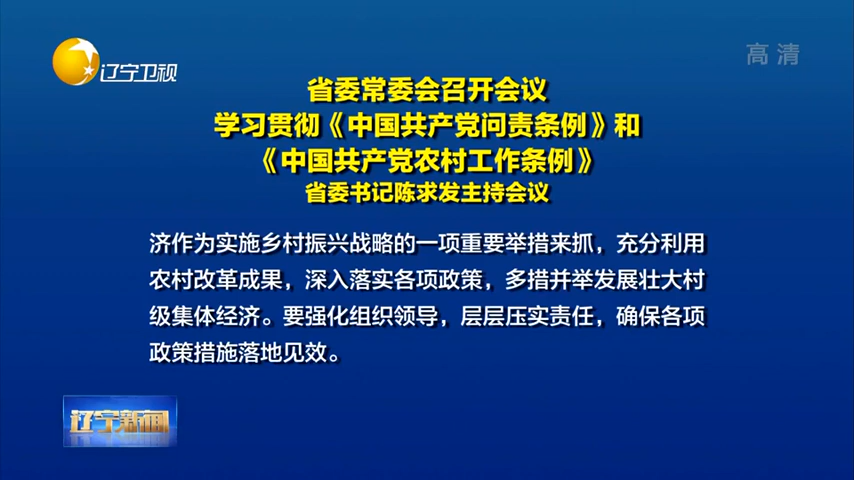 辽宁卫视
高清
省委常委会召开会议
学习贯彻《中国共产党问责条例》和
《中国共产党农村工作条例》
省委书记陈求发主持会议
济作为实施乡村振兴战略的一项重要举措来抓，充分利用
农村改革成果，深入落实各项政策，多措并举发展壮大村
级集体经济。要强化组织领导，层层压实责任，确保各项
政策措施落地见效。
辽宁新闻